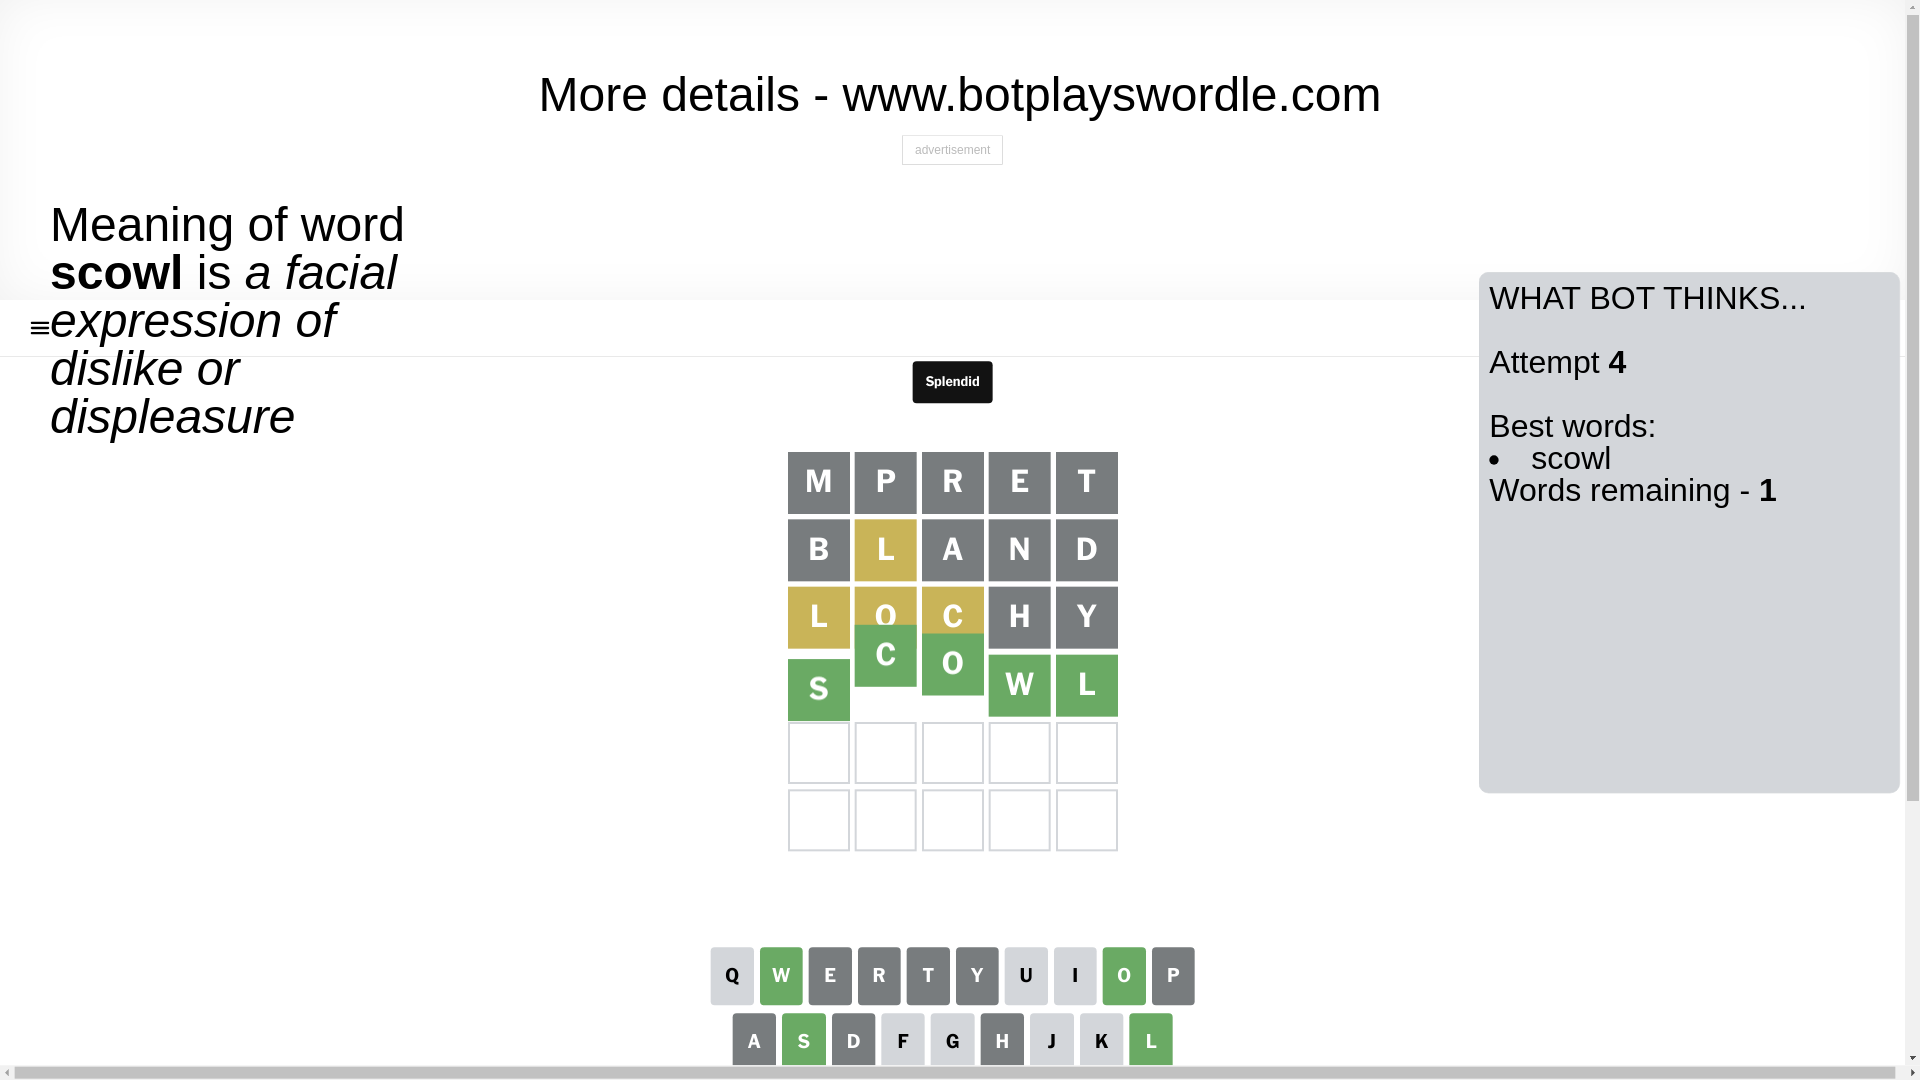 More details - www.botplayswordle.com
advertisement
Meaning of word
scowl is a facial
expression of
dislike or
displeasure
WHAT BOT THINKS...
Attempt 4
Best words:
• scowl
Words remaining - 1
Splendid
M P R E T
B L A N D
L O C H Y
S C O W L
Q W E R T Y U I O P
A S D F G H J K L